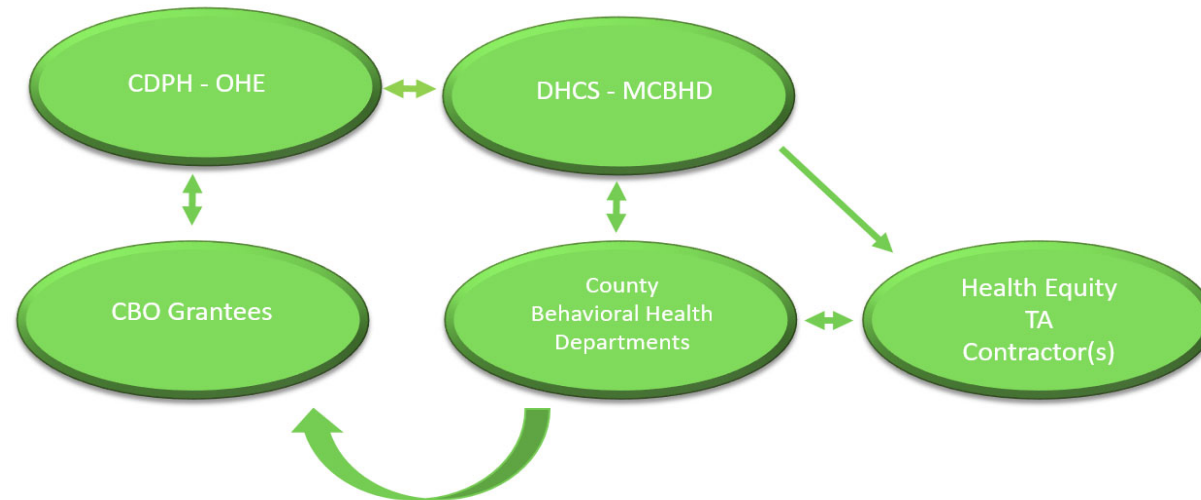 CDPH - OHE
DHCS - MCBHD
CBO Grantees
County
Behavioral Health
Departments
Health Equity
TA
Contractor(s)